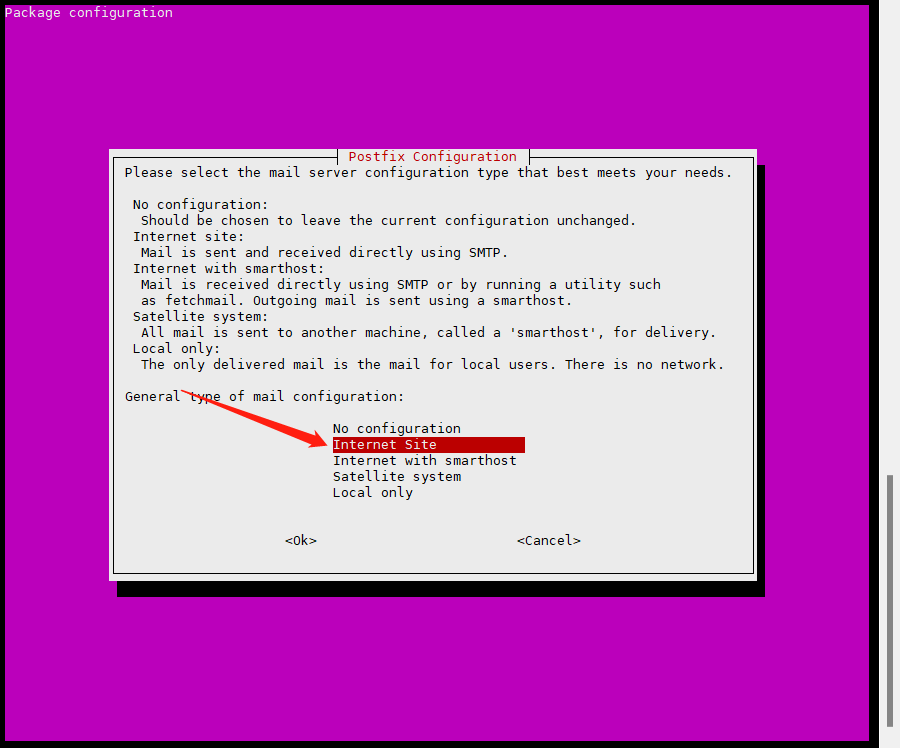 Package configuration
Postfix Configuration
Please select the mail server configuration type that best meets your needs.
No configuration:
Should be chosen to leave the current configuration unchanged.
Internet site:
Mail is sent and received directly using SMTP.
Internet with smarthost:
Mail is received directly using SMTP or by running a utility such
as fetchmail. Outgoing mail is sent using a smarthost.
Satellite system:
All mail is sent to another machine, called a 'smarthost', for delivery.
Local only:
The only delivered mail is the mail for local users. There is no network.
General type of mail configuration:
No configuration
Internet Site
Internet with smarthost
Satellite system
Local only
<Ok> <Cancel>